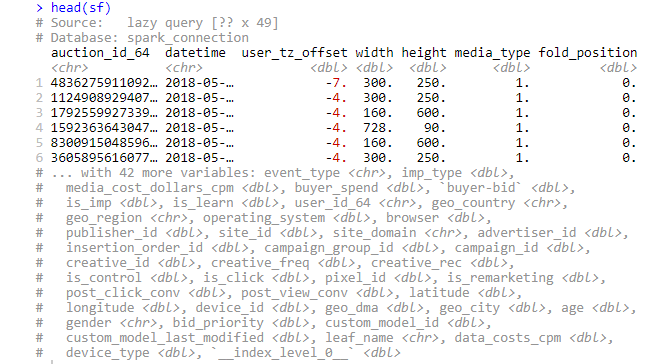 > head(sf)
# Source:   lazy query [?? x 49]
# Database: spark_connection
  auction_id_64  datetime  user_tz_offset width height media_type fold_position
  <chr>          <chr>              <dbl> <dbl>  <dbl>      <dbl>         <dbl>
1 4836275911092… 2018-05-…            -7.  300.   250.         1.            0.
2 1124908929407… 2018-05-…            -4.  300.   250.         1.            0.
3 1792559927339… 2018-05-…            -4.  160.   600.         1.            0.
4 1592363643047… 2018-05-…            -4.  728.    90.         1.            0.
5 8300915048596… 2018-05-…            -4.  160.   600.         1.            0.
6 3605895616077… 2018-05-…            -4.  300.   250.         1.            0.
# ... with 42 more variables: event_type <chr>, imp_type <dbl>,
#   media_cost_dollars_cpm <dbl>, buyer_spend <dbl>, `buyer-bid` <dbl>,
#   is_imp <dbl>, is_learn <dbl>, user_id_64 <chr>, geo_country <chr>,
#   geo_region <chr>, operating_system <dbl>, browser <dbl>,
#   publisher_id <dbl>, site_id <dbl>, site_domain <chr>, advertiser_id <dbl>,
#   insertion_order_id <dbl>, campaign_group_id <dbl>, campaign_id <dbl>,
#   creative_id <dbl>, creative_freq <dbl>, creative_rec <dbl>,
#   is_control <dbl>, is_click <dbl>, pixel_id <dbl>, is_remarketing <dbl>,
#   post_click_conv <dbl>, post_view_conv <dbl>, latitude <dbl>,
#   longitude <dbl>, device_id <dbl>, geo_dma <dbl>, geo_city <dbl>, age <dbl>,
#   gender <chr>, bid_priority <dbl>, custom_model_id <dbl>,
#   custom_model_last_modified <dbl>, leaf_name <chr>, data_costs_cpm <dbl>,
#   device_type <dbl>, `__index_level_0__` <dbl>